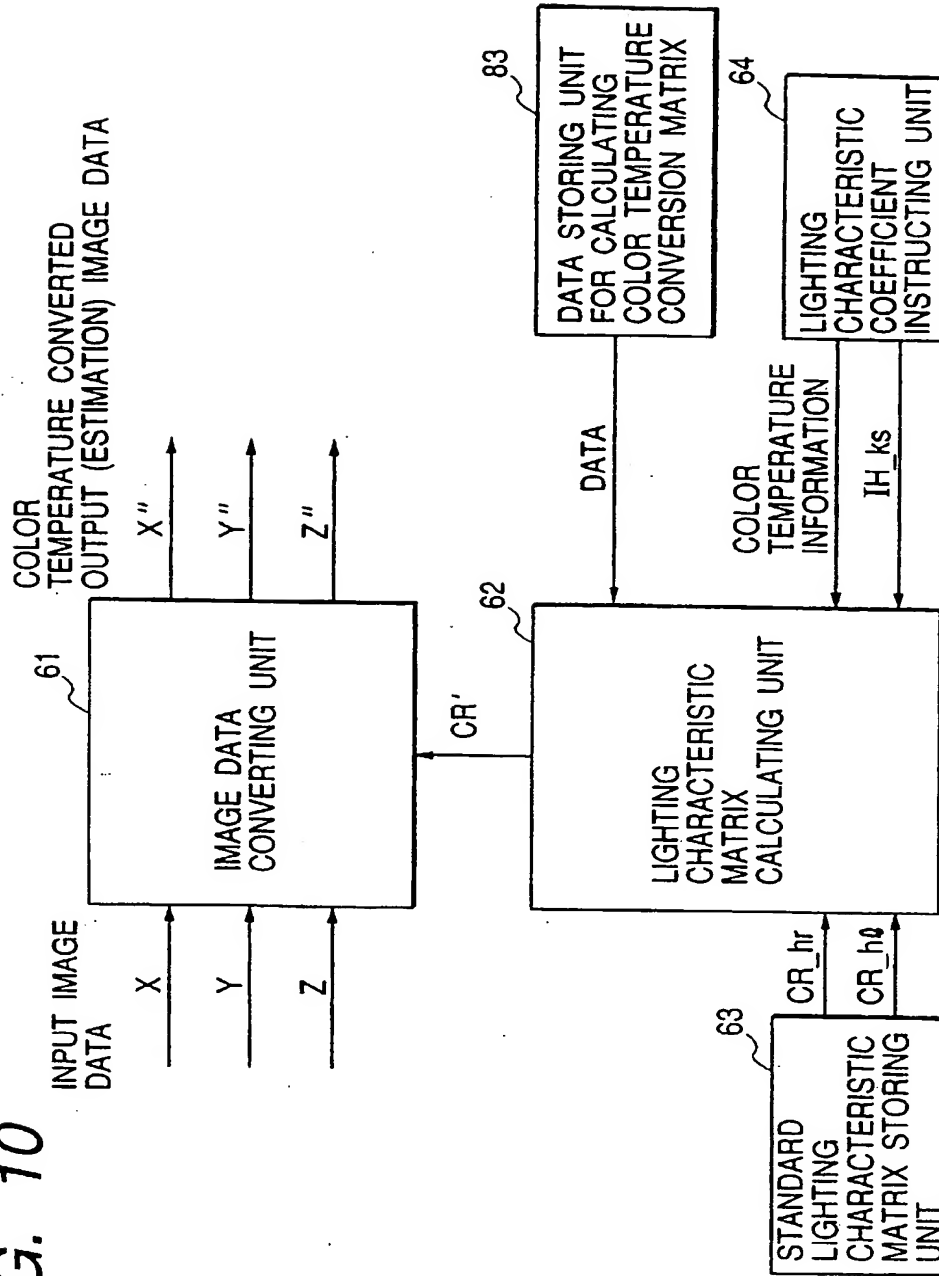 G. 10
INPUT IMAGE
DATA
X
Y
Z
61
IMAGE DATA
CONVERTING UNIT
COLOR
TEMPERATURE CONVERTED
OUTPUT (ESTIMATION) IMAGE DATA
X"
Y"
Z"
CR'
62
LIGHTING
CHARACTERISTIC
MATRIX
CALCULATING UNIT
63
STANDARD
LIGHTING
CHARACTERISTIC
MATRIX STORING
UNIT
CR_hr
CR_hℓ
83
DATA STORING UNIT
FOR CALCULATING
COLOR TEMPERATURE
CONVERSION MATRIX
DATA
64
LIGHTING
CHARACTERISTIC
COEFFICIENT
INSTRUCTING UNIT
COLOR
TEMPERATURE
INFORMATION
IH_ks